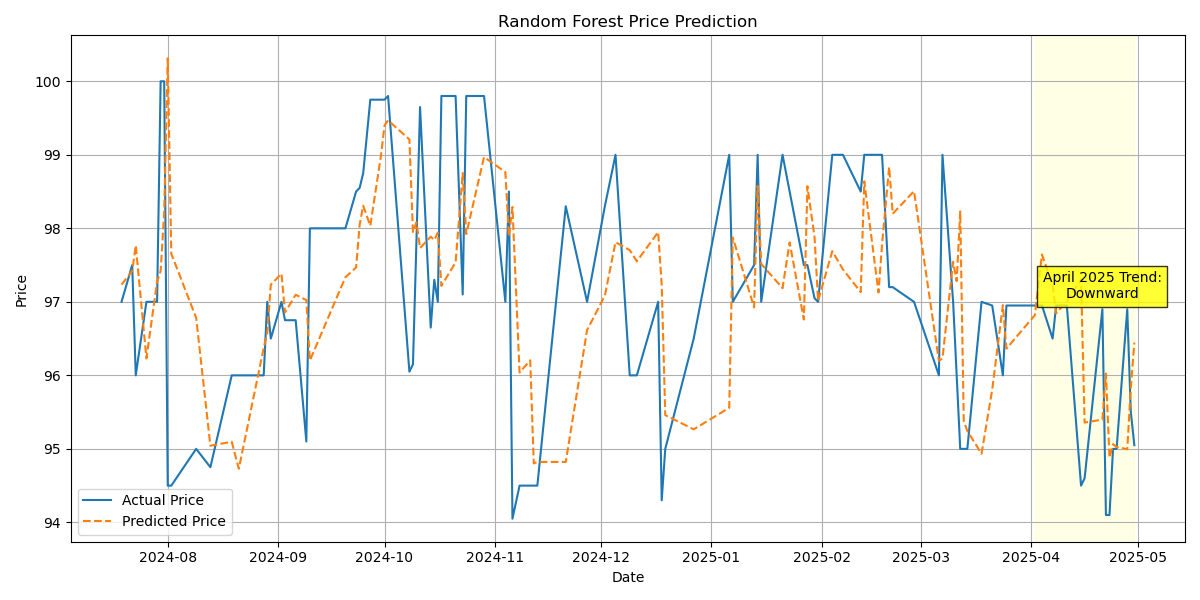 Random Forest Price Prediction
Price
100
99
98
97
96
95
94
April 2025 Trend:
Downward
Actual Price
Predicted Price
2024-08 2024-09 2024-10 2024-11 2024-12 2025-01 2025-02 2025-03 2025-04 2025-05
Date